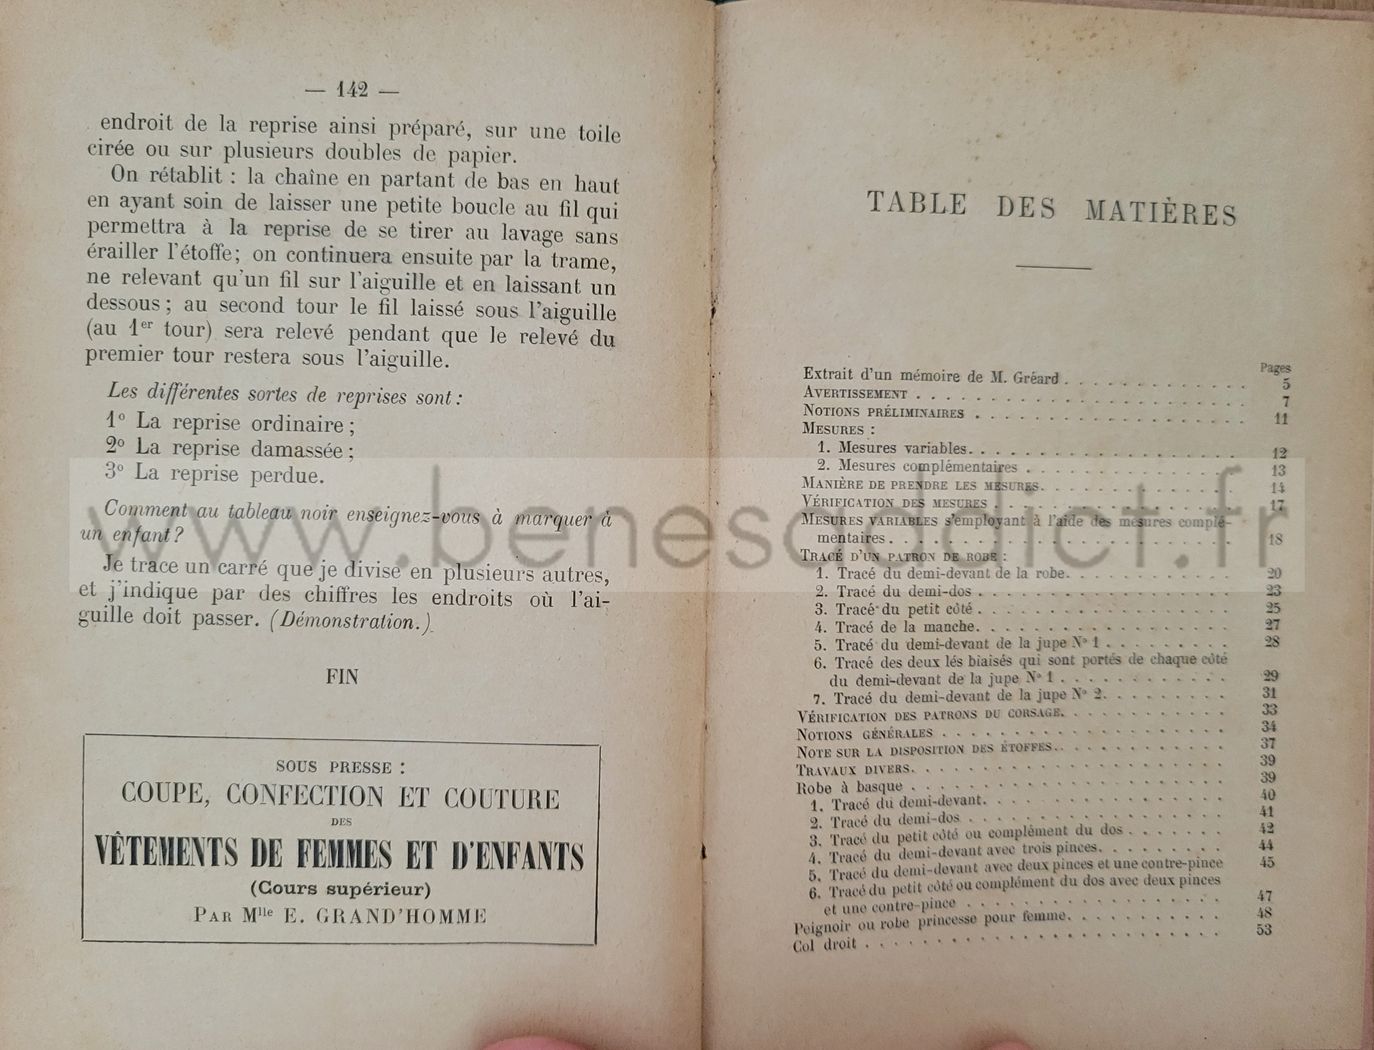 — 142 —
endroit de la reprise ainsi préparé, sur une toile
cirée ou sur plusieurs doubles de papier.
On rétablit : la chaîne en partant de bas en haut
en ayant soin de laisser une petite boucle au fil qui
permettra à la reprise de se tirer au lavage sans
érailler l'étoffe; on continuera ensuite par la trame,
ne relevant qu'un fil sur l'aiguille et en laissant un
dessous; au second tour le fil laissé sous l'aiguille
(au 1er tour) sera relevé pendant que le relevé du
premier tour restera sous l'aiguille.
Les différentes sortes de reprises sont :
1o La reprise ordinaire;
2o La reprise damassée;
3o La reprise perdue.
Comment au tableau noir enseignez-vous à marquer à
un enfant?
Je trace un carré que je divise en plusieurs autres,
et j'indique par des chiffres les endroits où l'ai-
guille doit passer. (Démonstration.)
FIN
SOUS PRESSE :
COUPE, CONFECTION ET COUTURE
DES
VÊTEMENTS DE FEMMES ET D'ENFANTS
(Cours supérieur)
PAR Mlle E. GRAND'HOMME
TABLE DES MATIÈRES
Pages
Extrait d'un mémoire de M. Gréard . . . . . . . . . . . . . 5
AVERTISSEMENT . . . . . . . . . . . . . 7
NOTIONS PRÉLIMINAIRES . . . . . . . . . . . . . 11
MESURES :
1. Mesures variables. . . . . . . . . . . . . 12
2. Mesures complémentaires . . . . . . . . . . . . . 13
MANIÈRE DE PRENDRE LES MESURES. . . . . . . . . . . . . 14
VÉRIFICATION DES MESURES . . . . . . . . . . . . . 17
MESURES VARIABLES s'employant à l'aide des mesures complé-
mentaires. . . . . . . . . . . . . 18
TRACÉ D'UN PATRON DE ROBE :
1. Tracé du demi-devant de la robe. . . . . . . . . . . . . 20
2. Tracé du demi-dos . . . . . . . . . . . . . 23
3. Tracé du petit côté . . . . . . . . . . . . . 25
4. Tracé de la manche. . . . . . . . . . . . . 27
5. Tracé du demi-devant de la jupe No 1 . . . . . . . . . 28
6. Tracé des deux lés biaisés qui sont portés de chaque côté
du demi-devant de la jupe No 1 . . . . . . . . . . . . 29
7. Tracé du demi-devant de la jupe No 2. . . . . . . . . 31
VÉRIFICATION DES PATRONS DU CORSAGE. . . . . . . . . . . . 33
NOTIONS GÉNÉRALES . . . . . . . . . . . . . 34
NOTE SUR LA DISPOSITION DES ÉTOFFES. . . . . . . . . . . . . 37
TRAVAUX DIVERS. . . . . . . . . . . . . 39
Robe à basque . . . . . . . . . . . . . 39
1. Tracé du demi-devant. . . . . . . . . . . . . 40
2. Tracé du demi-dos . . . . . . . . . . . . . 41
3. Tracé du petit côté ou complément du dos . . . . . . . 42
4. Tracé du demi-devant avec trois pinces. . . . . . . . . 44
5. Tracé du demi-devant avec deux pinces et une contre-pince 45
6. Tracé du petit côté ou complément du dos avec deux pinces
et une contre-pince . . . . . . . . . . . . . 47
Peignoir ou robe princesse pour femme. . . . . . . . . . . . 48
Col droit . . . . . . . . . . . . . 53
www.benesaddict.fr